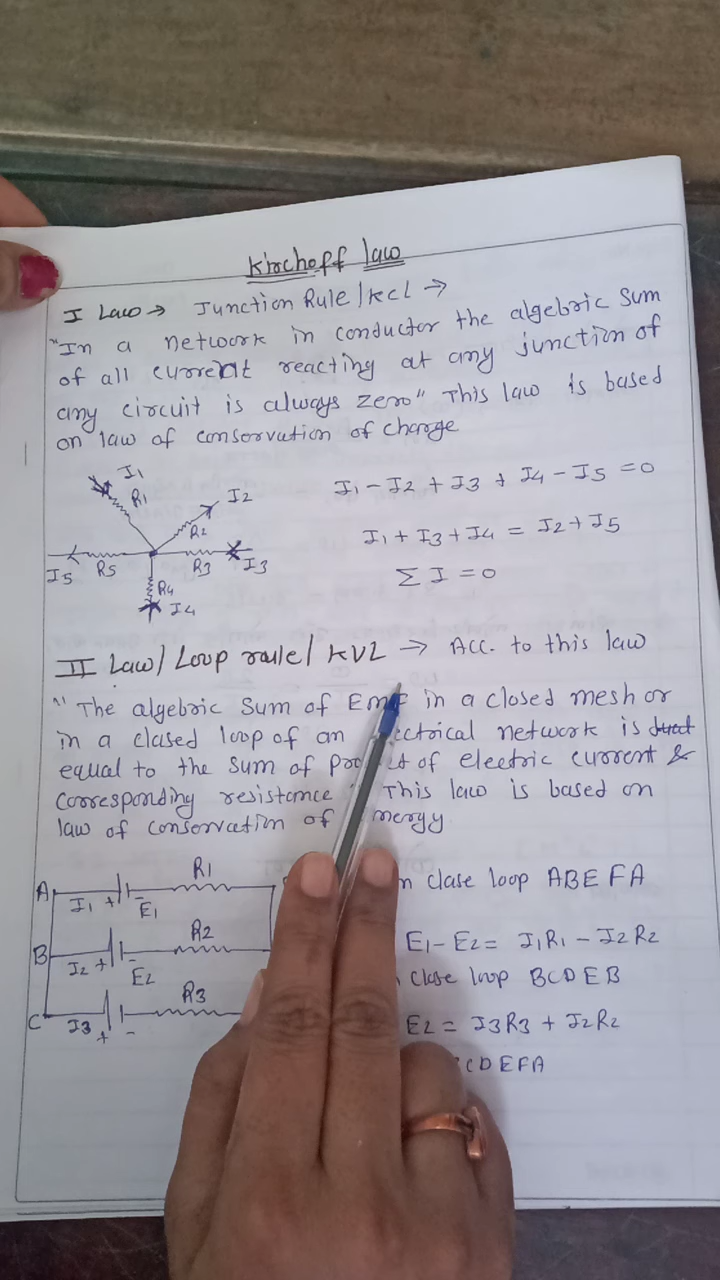 Kirchoff law
I Law → Junction Rule/KCL →
"In a network in conductor the algebric sum
of all current reacting at any junction of
any circuit is always zero" This law is based
on law of conservation of charge
I1
R1
I2
R2
I5 R5 R3 I3
R4
I4
I1 - I2 + I3 + I4 - I5 = 0
I1 + I3 + I4 = I2 + I5
Σ I = 0
II Law/ Loop rule/ KVL → Acc. to this law
"The algebric sum of EMF in a closed mesh or
in a closed loop of an network is
equal to the sum of of electric current &
corresponding resistance This law is based on
law of conservation of
A I1 + - E1 R1
B I2 + - E2 R2
C I3 + - R3
close loop ABEFA
E1 - E2 = I1R1 - I2R2
close loop BCDEB
E2 = I3R3 + I2R2
CDEFA